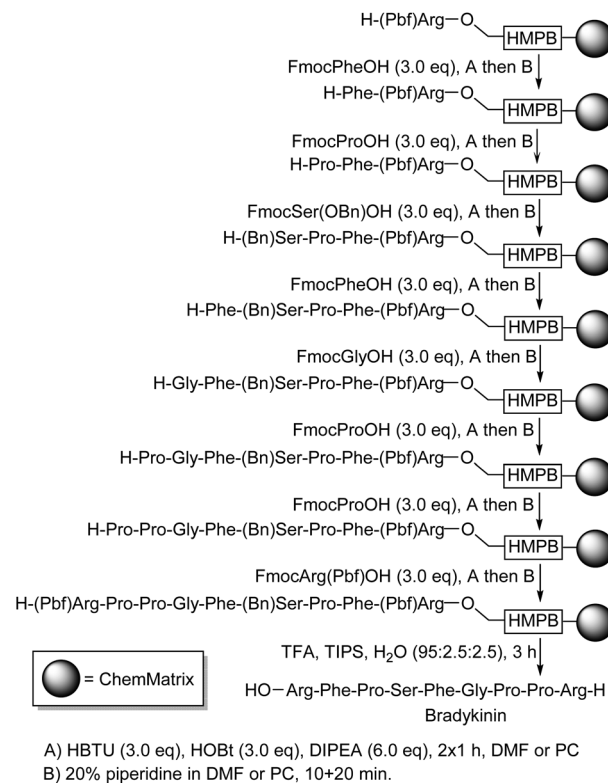 H-(Pbf)Arg—O
HMPB
FmocPheOH (3.0 eq), A then B
H-Phe-(Pbf)Arg—O
HMPB
FmocProOH (3.0 eq), A then B
H-Pro-Phe-(Pbf)Arg—O
HMPB
FmocSer(OBn)OH (3.0 eq), A then B
H-(Bn)Ser-Pro-Phe-(Pbf)Arg—O
HMPB
FmocPheOH (3.0 eq), A then B
H-Phe-(Bn)Ser-Pro-Phe-(Pbf)Arg—O
HMPB
FmocGlyOH (3.0 eq), A then B
H-Gly-Phe-(Bn)Ser-Pro-Phe-(Pbf)Arg—O
HMPB
FmocProOH (3.0 eq), A then B
H-Pro-Gly-Phe-(Bn)Ser-Pro-Phe-(Pbf)Arg—O
HMPB
FmocProOH (3.0 eq), A then B
H-Pro-Pro-Gly-Phe-(Bn)Ser-Pro-Phe-(Pbf)Arg—O
HMPB
FmocArg(Pbf)OH (3.0 eq), A then B
H-(Pbf)Arg-Pro-Pro-Gly-Phe-(Bn)Ser-Pro-Phe-(Pbf)Arg—O
HMPB
TFA, TIPS, H₂O (95:2.5:2.5), 3 h
= ChemMatrix
HO—Arg-Phe-Pro-Ser-Phe-Gly-Pro-Pro-Arg-H
Bradykinin
A) HBTU (3.0 eq), HOBt (3.0 eq), DIPEA (6.0 eq), 2x1 h, DMF or PC
B) 20% piperidine in DMF or PC, 10+20 min.